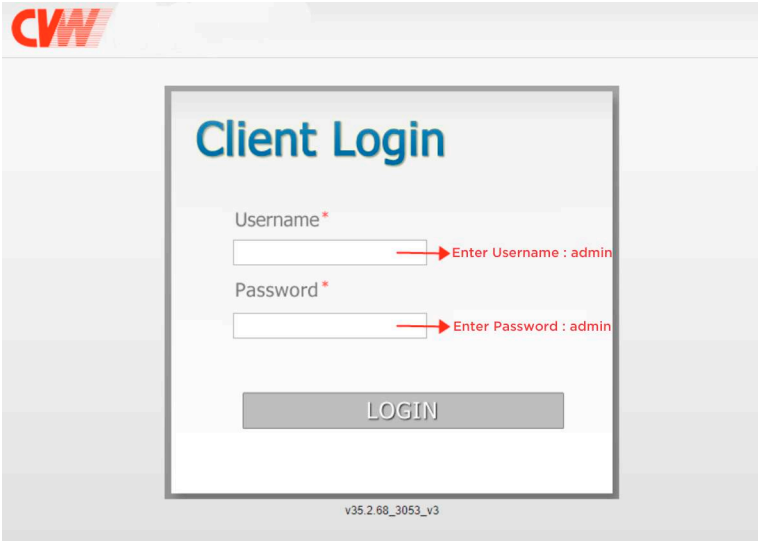 CVW
Client Login
Username*
Enter Username : admin
Password *
Enter Password : admin
LOGIN
v35.2.68_3053_v3